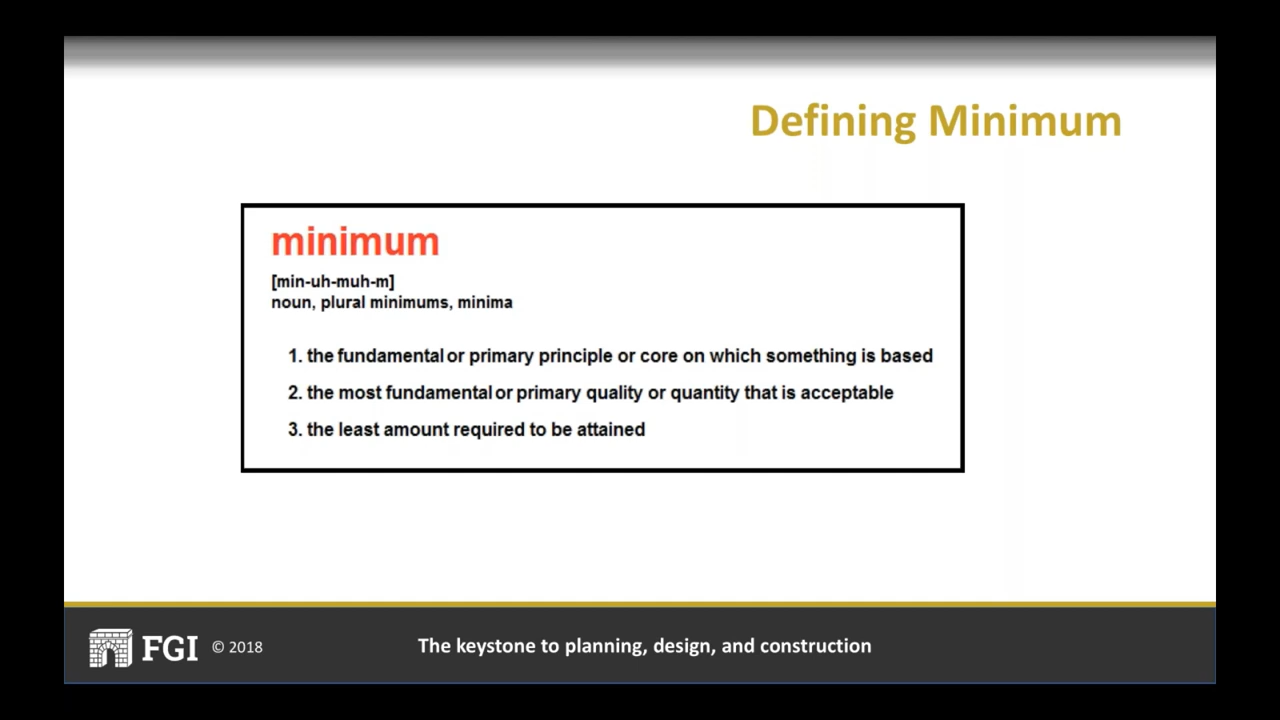 Defining Minimum
minimum
[min-uh-muh-m]
noun, plural minimums, minima
1. the fundamental or primary principle or core on which something is based
2. the most fundamental or primary quality or quantity that is acceptable
3. the least amount required to be attained
FGI © 2018 The keystone to planning, design, and construction